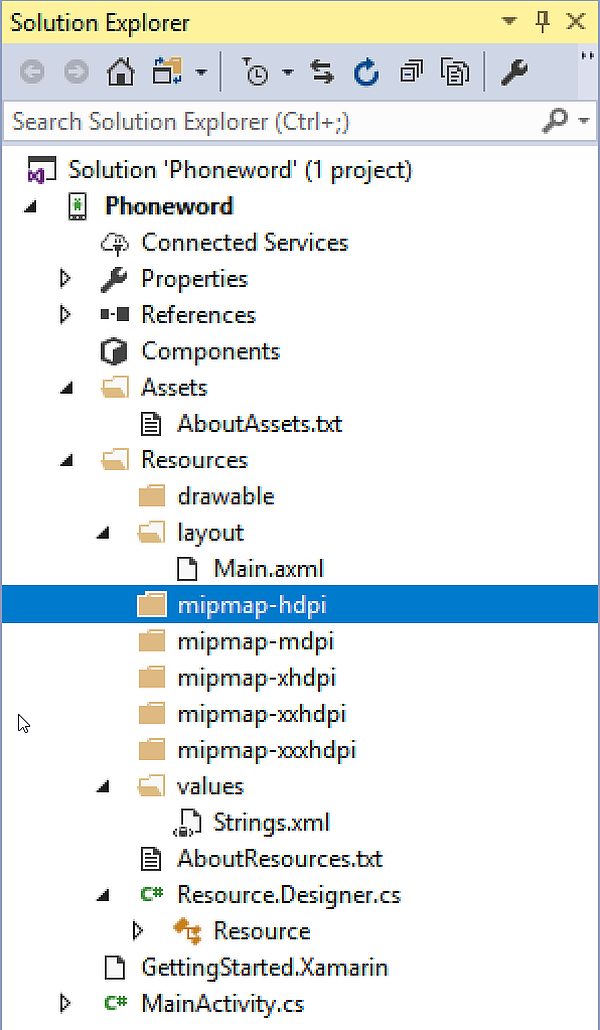 Solution Explorer
Search Solution Explorer (Ctrl+;)
Solution 'Phoneword' (1 project)
Phoneword
Connected Services
Properties
References
Components
Assets
AboutAssets.txt
Resources
drawable
layout
Main.axml
mipmap-hdpi
mipmap-mdpi
mipmap-xhdpi
mipmap-xxhdpi
mipmap-xxxhdpi
values
Strings.xml
AboutResources.txt
C# Resource.Designer.cs
Resource
GettingStarted.Xamarin
C# MainActivity.cs